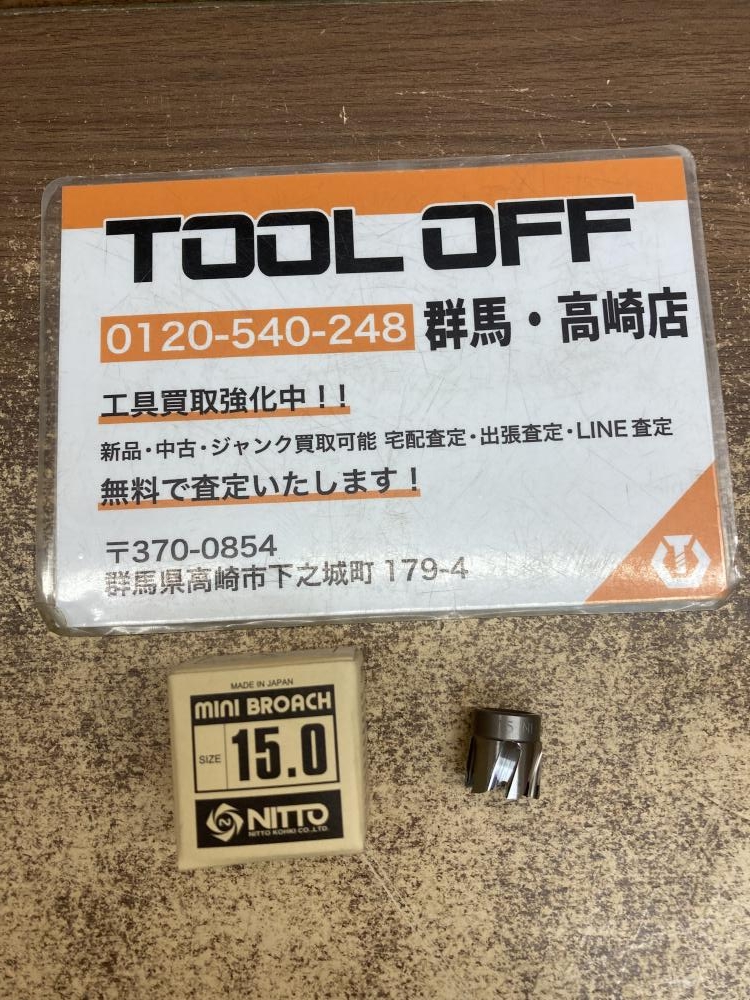 TOOL OFF
0120-540-248 群馬・高崎店
工具買取強化中！！
新品・中古・ジャンク買取可能 宅配査定・出張査定・LINE査定
無料で査定いたします！
〒370-0854
群馬県高崎市下之城町 179-4
MADE IN JAPAN
MINI BROACH
SIZE 15.0
NITTO
NITTO KOHKI CO.,LTD.